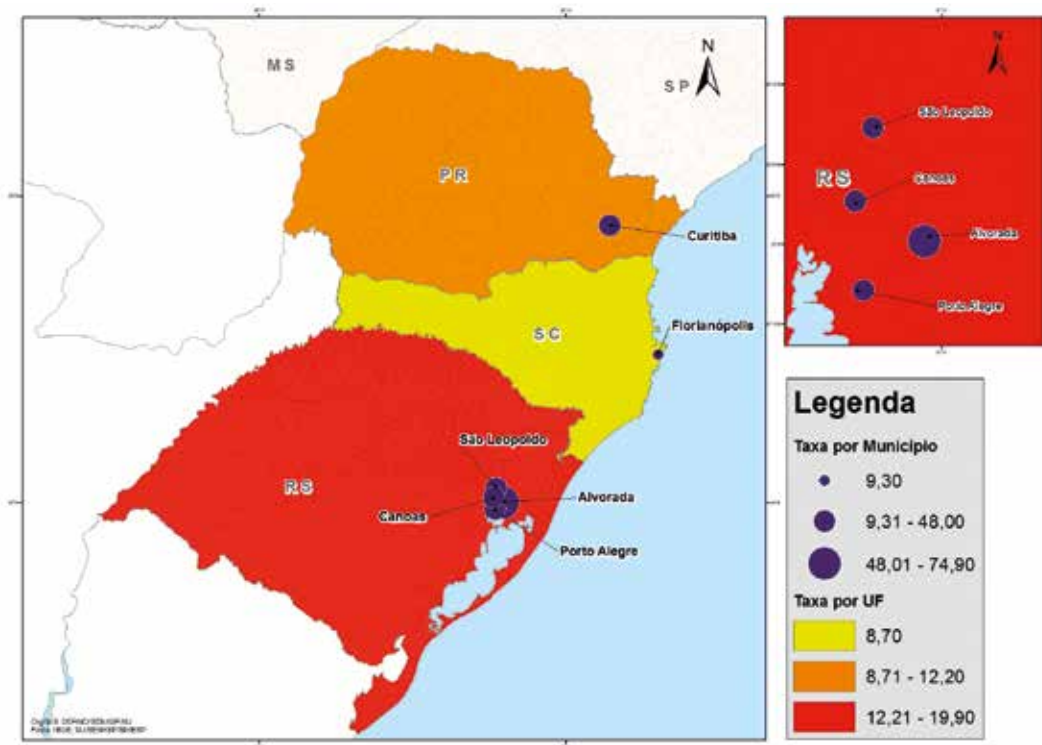 MS
SP
N
PR
Curitiba
SC
Florianópolis
São Leopoldo
RS
Alvorada
Canoas
Porto Alegre
N
São Leopoldo
RS
Canoas
Alvorada
Porto Alegre
Legenda
Taxa por Município
9,30
9,31 - 48,00
48,01 - 74,90
Taxa por UF
8,70
8,71 - 12,20
12,21 - 19,90